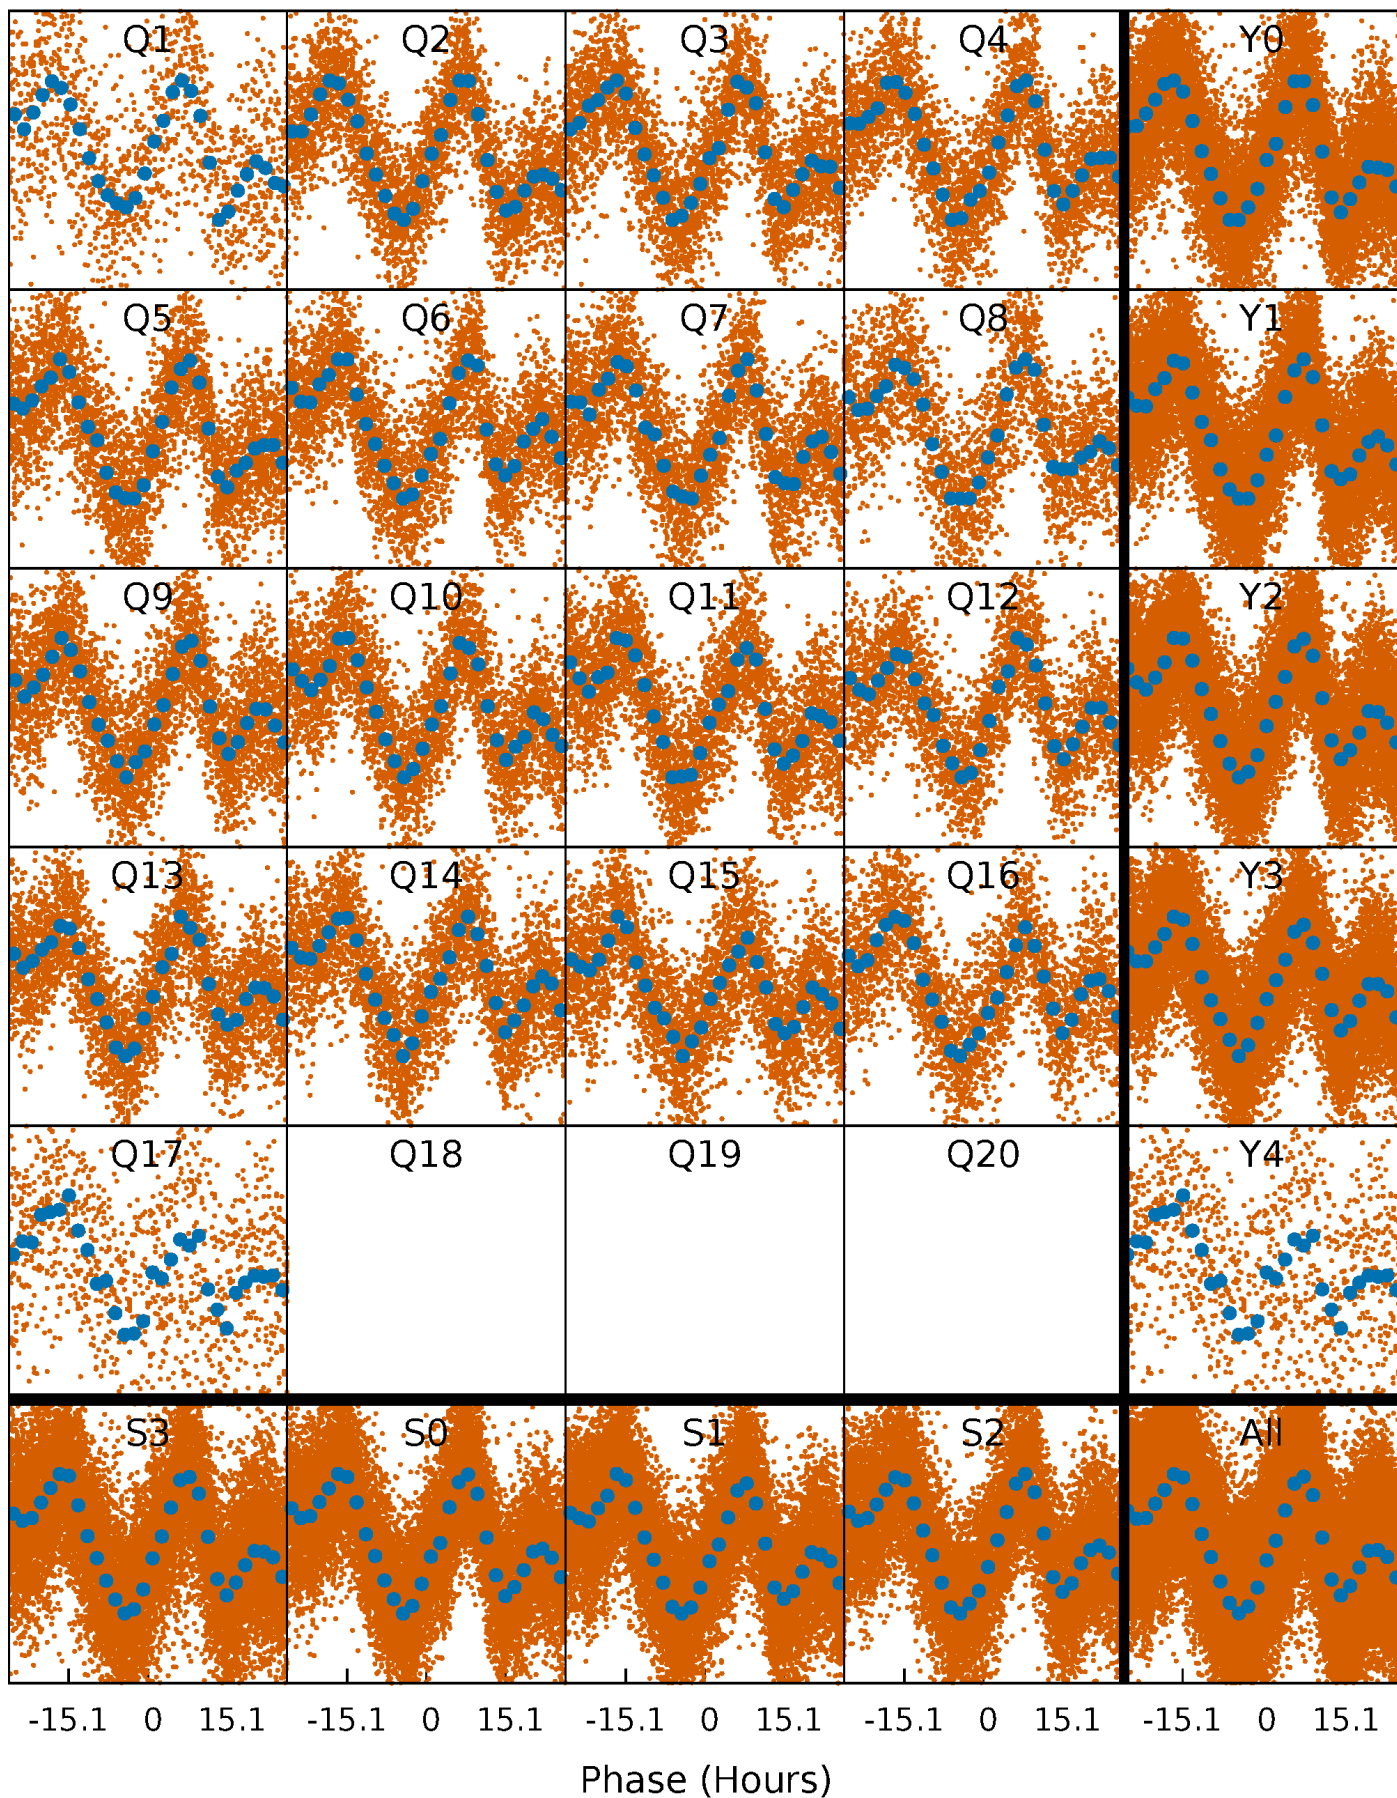 Q1 Q2 Q3 Q4 Y0
Q5 Q6 Q7 Q8 Y1
Q9 Q10 Q11 Q12 Y2
Q13 Q14 Q15 Q16 Y3
Q17 Q18 Q19 Q20 Y4
S3 S0 S1 S2 All
-15.1 0 15.1 -15.1 0 15.1 -15.1 0 15.1 -15.1 0 15.1 -15.1 0 15.1
Phase (Hours)